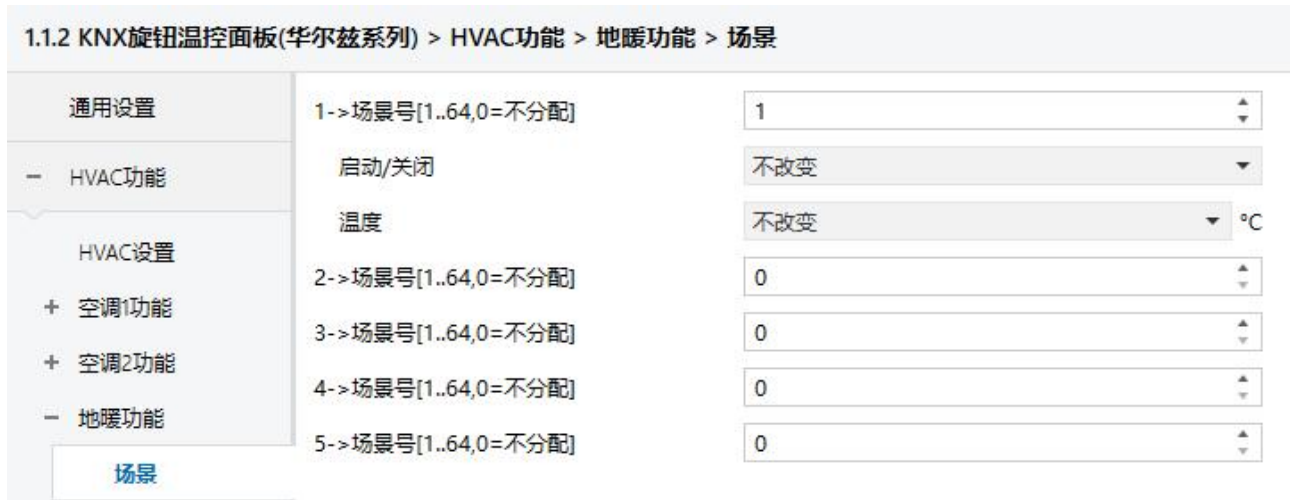 1.1.2 KNX旋钮温控面板(华尔兹系列) > HVAC功能 > 地暖功能 > 场景
通用设置
HVAC功能
HVAC设置
空调1功能
空调2功能
地暖功能
场景
1->场景号[1..64,0=不分配] 1
启动/关闭 不改变
温度 不改变 °C
2->场景号[1..64,0=不分配] 0
3->场景号[1..64,0=不分配] 0
4->场景号[1..64,0=不分配] 0
5->场景号[1..64,0=不分配] 0